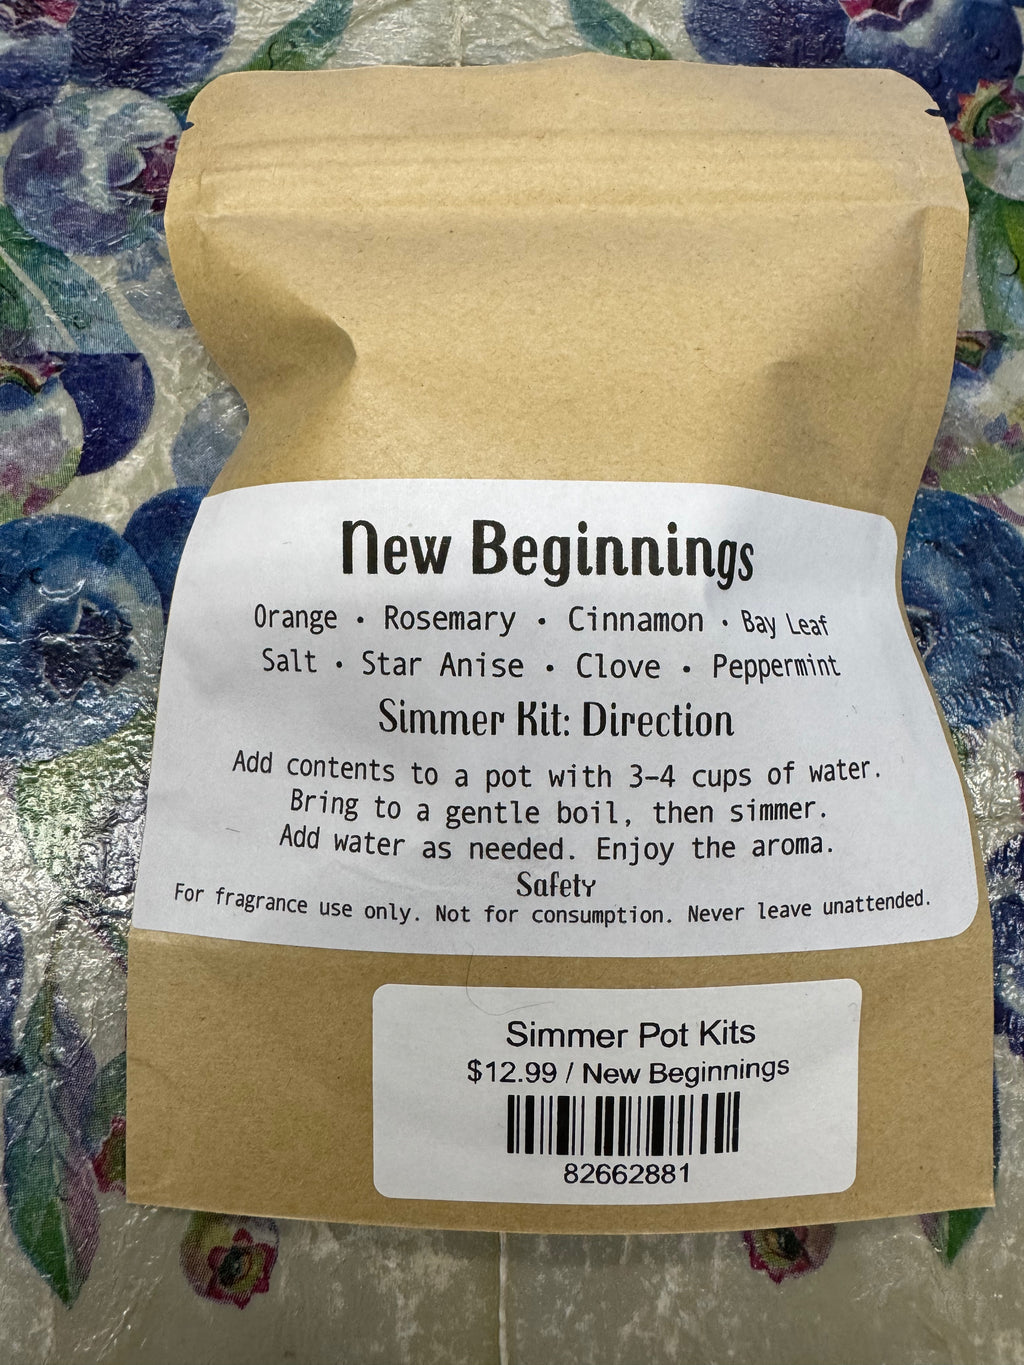 New Beginnings
Orange • Rosemary • Cinnamon • Bay Leaf
Salt • Star Anise • Clove • Peppermint
Simmer Kit: Direction
Add contents to a pot with 3-4 cups of water.
Bring to a gentle boil, then simmer.
Add water as needed. Enjoy the aroma.
Safety
For fragrance use only. Not for consumption. Never leave unattended.
Simmer Pot Kits
$12.99 / New Beginnings
82662881